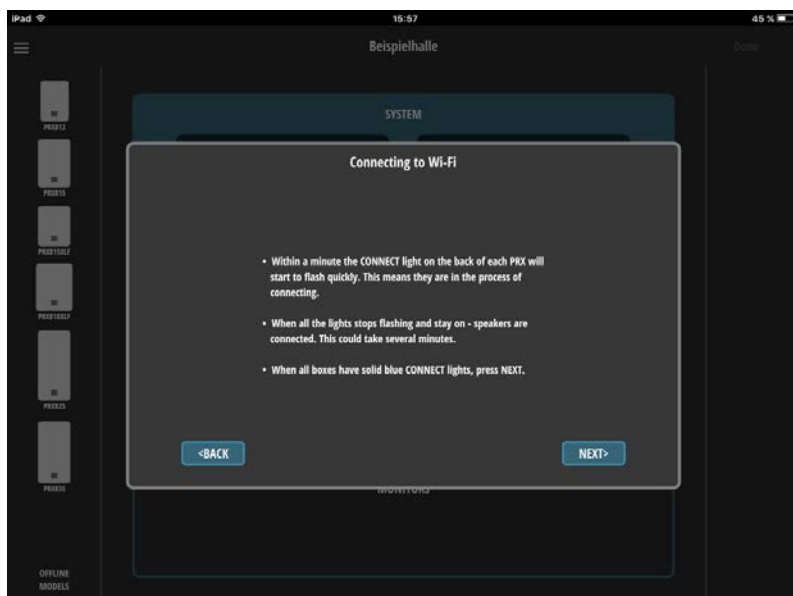 iPad 15:57 45 %
Beispielhalle Done
SYSTEM
PRX812
PRX815
PRX815XLF
PRX818XLF
PRX825
PRX835
Connecting to Wi-Fi
• Within a minute the CONNECT light on the back of each PRX will
start to flash quickly. This means they are in the process of
connecting.
• When all the lights stops flashing and stay on - speakers are
connected. This could take several minutes.
• When all boxes have solid blue CONNECT lights, press NEXT.
<BACK NEXT>
MONITORS
OFFLINE
MODELS